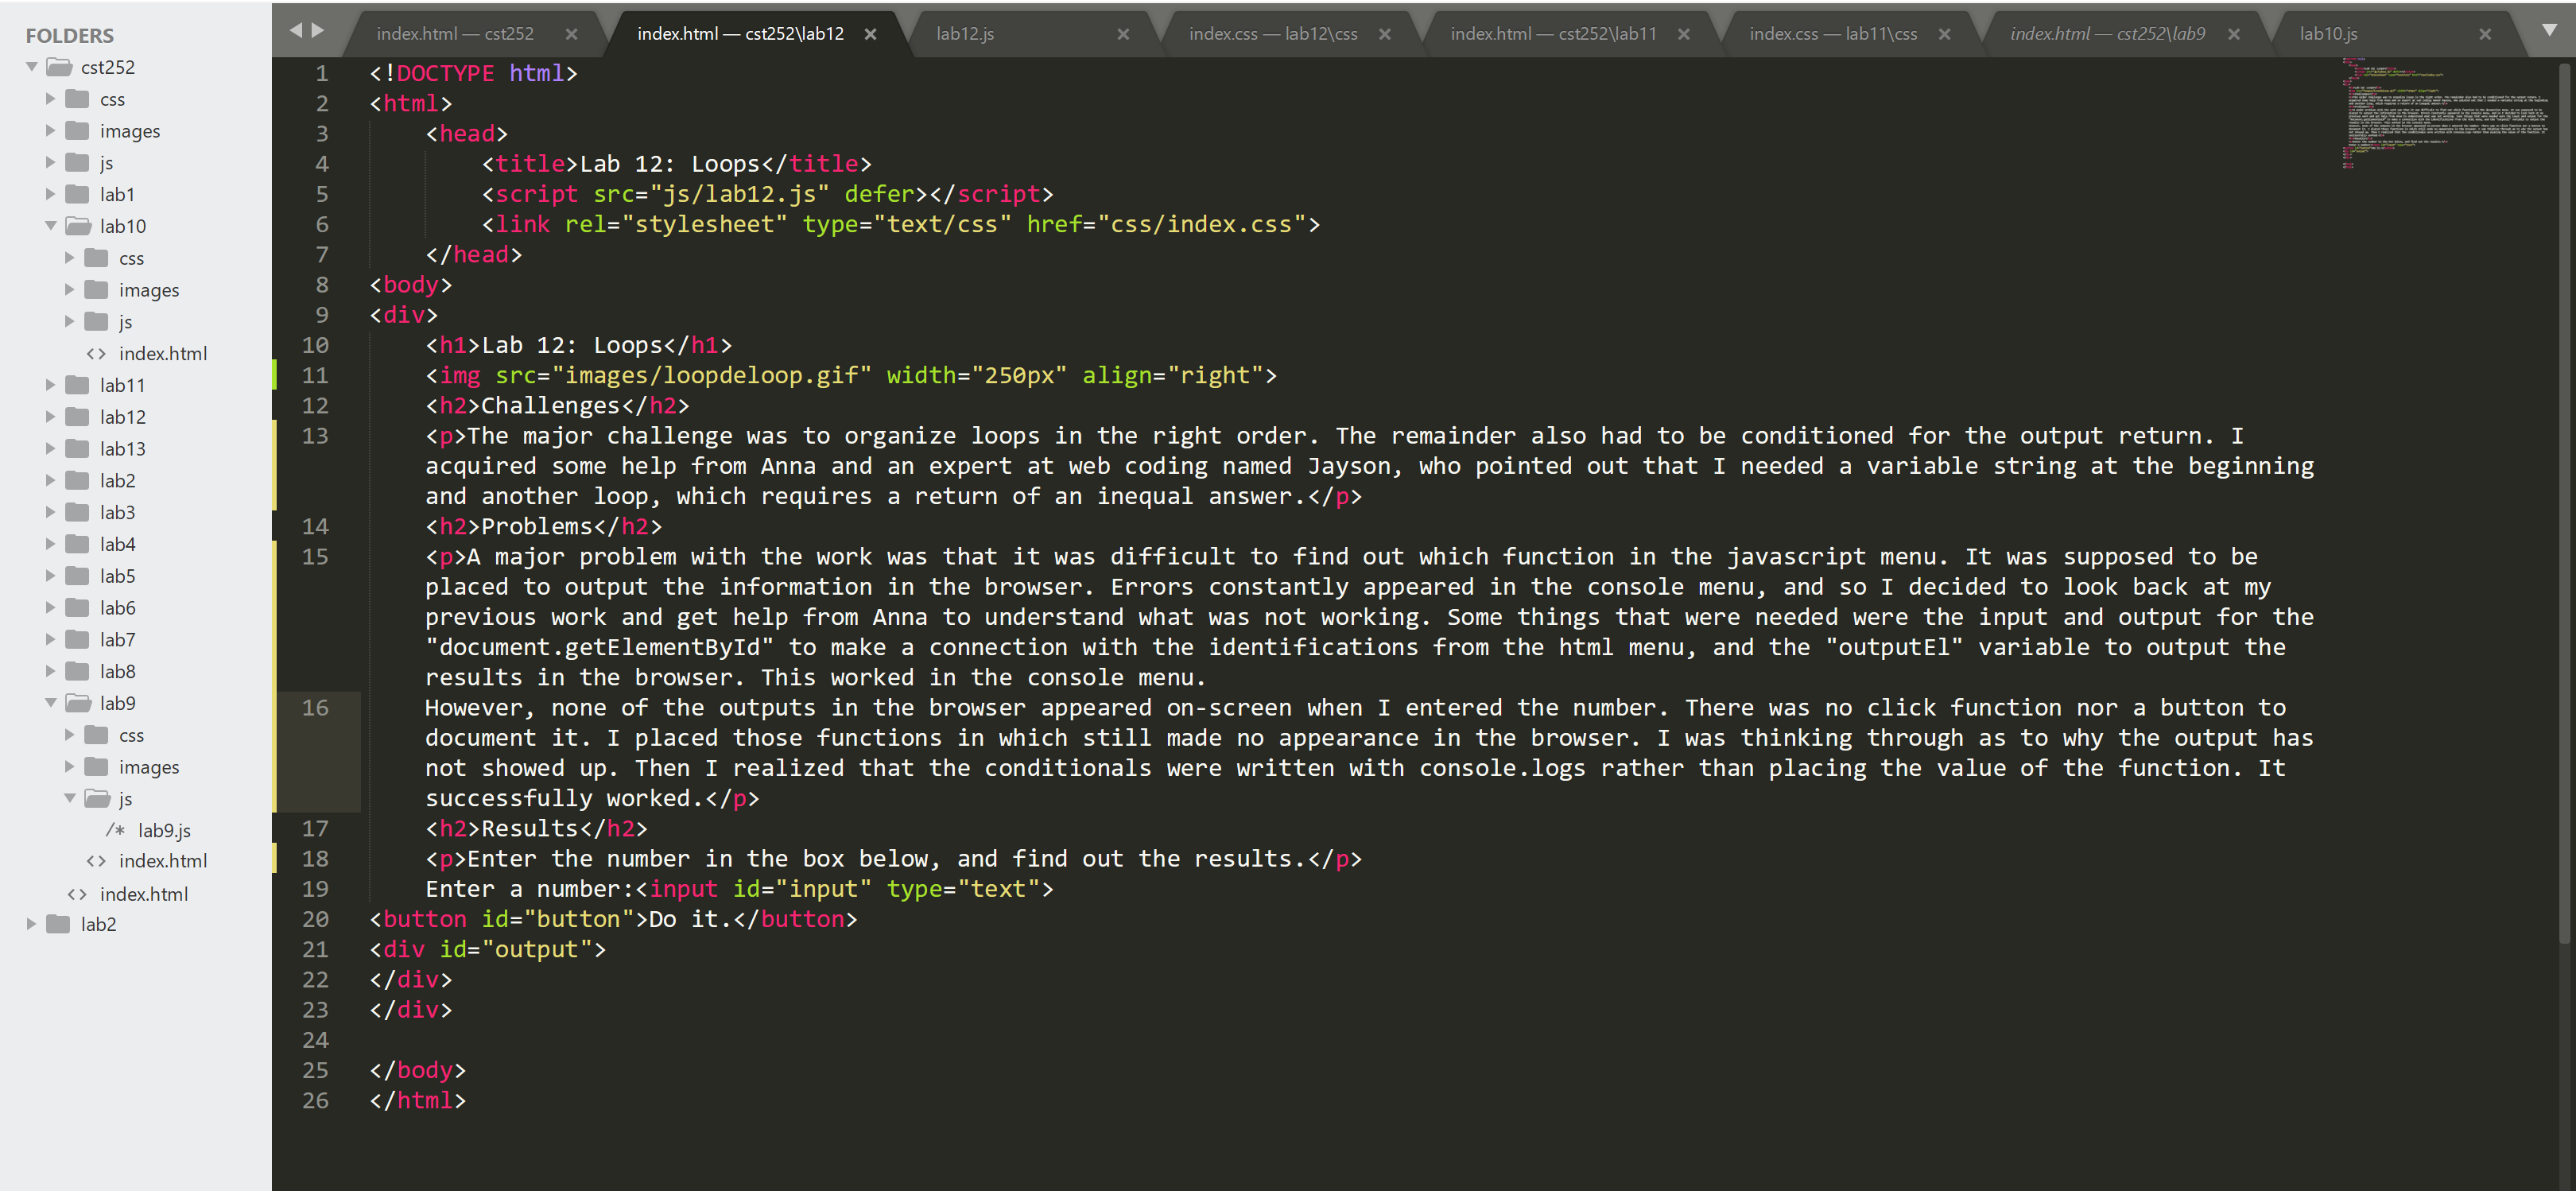 FOLDERS
cst252
css
images
js
lab1
lab10
css
images
js
<> index.html
lab11
lab12
lab13
lab2
lab3
lab4
lab5
lab6
lab7
lab8
lab9
css
images
js
/* lab9.js
<> index.html
<> index.html
lab2
index.html — cst252 ×
index.html — cst252\lab12 ×
lab12.js ×
index.css — lab12\css ×
index.html — cst252\lab11 ×
index.css — lab11\css ×
index.html — cst252\lab9 ×
lab10.js ×
1 <!DOCTYPE html>
2 <html>
3 <head>
4 <title>Lab 12: Loops</title>
5 <script src="js/lab12.js" defer></script>
6 <link rel="stylesheet" type="text/css" href="css/index.css">
7 </head>
8 <body>
9 <div>
10 <h1>Lab 12: Loops</h1>
11 <img src="images/loopdeloop.gif" width="250px" align="right">
12 <h2>Challenges</h2>
13 <p>The major challenge was to organize loops in the right order. The remainder also had to be conditioned for the output return. I
acquired some help from Anna and an expert at web coding named Jayson, who pointed out that I needed a variable string at the beginning
and another loop, which requires a return of an inequal answer.</p>
14 <h2>Problems</h2>
15 <p>A major problem with the work was that it was difficult to find out which function in the javascript menu. It was supposed to be
placed to output the information in the browser. Errors constantly appeared in the console menu, and so I decided to look back at my
previous work and get help from Anna to understand what was not working. Some things that were needed were the input and output for the
"document.getElementById" to make a connection with the identifications from the html menu, and the "outputEl" variable to output the
results in the browser. This worked in the console menu.
16 However, none of the outputs in the browser appeared on-screen when I entered the number. There was no click function nor a button to
document it. I placed those functions in which still made no appearance in the browser. I was thinking through as to why the output has
not showed up. Then I realized that the conditionals were written with console.logs rather than placing the value of the function. It
successfully worked.</p>
17 <h2>Results</h2>
18 <p>Enter the number in the box below, and find out the results.</p>
19 Enter a number:<input id="input" type="text">
20 <button id="button">Do it.</button>
21 <div id="output">
22 </div>
23 </div>
24
25 </body>
26 </html>